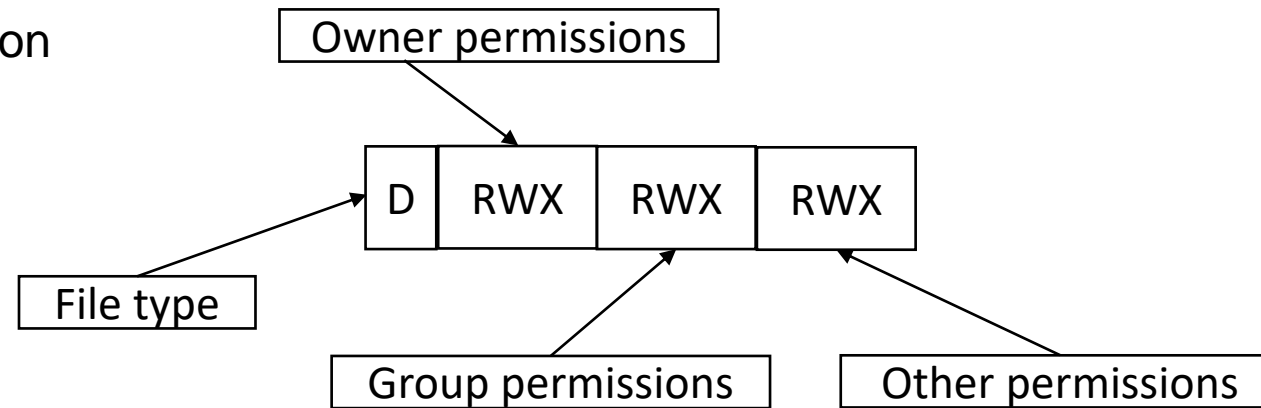 on
Owner permissions
D RWX RWX RWX
File type
Group permissions Other permissions